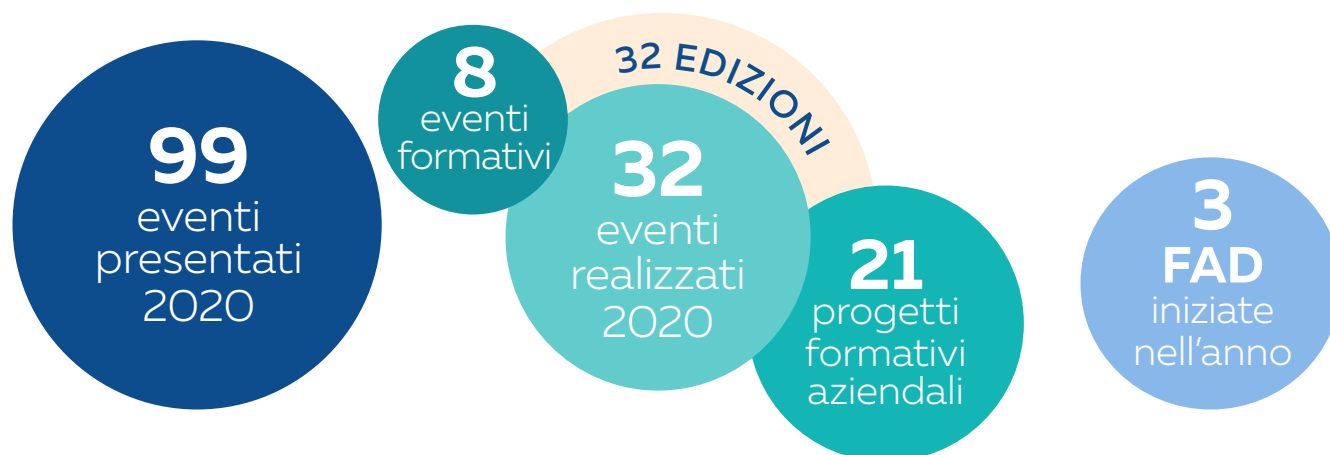 99
eventi
presentati
2020
8
eventi
formativi
32 EDIZIONI
32
eventi
realizzati
2020
21
progetti
formativi
aziendali
3
FAD
iniziate
nell'anno